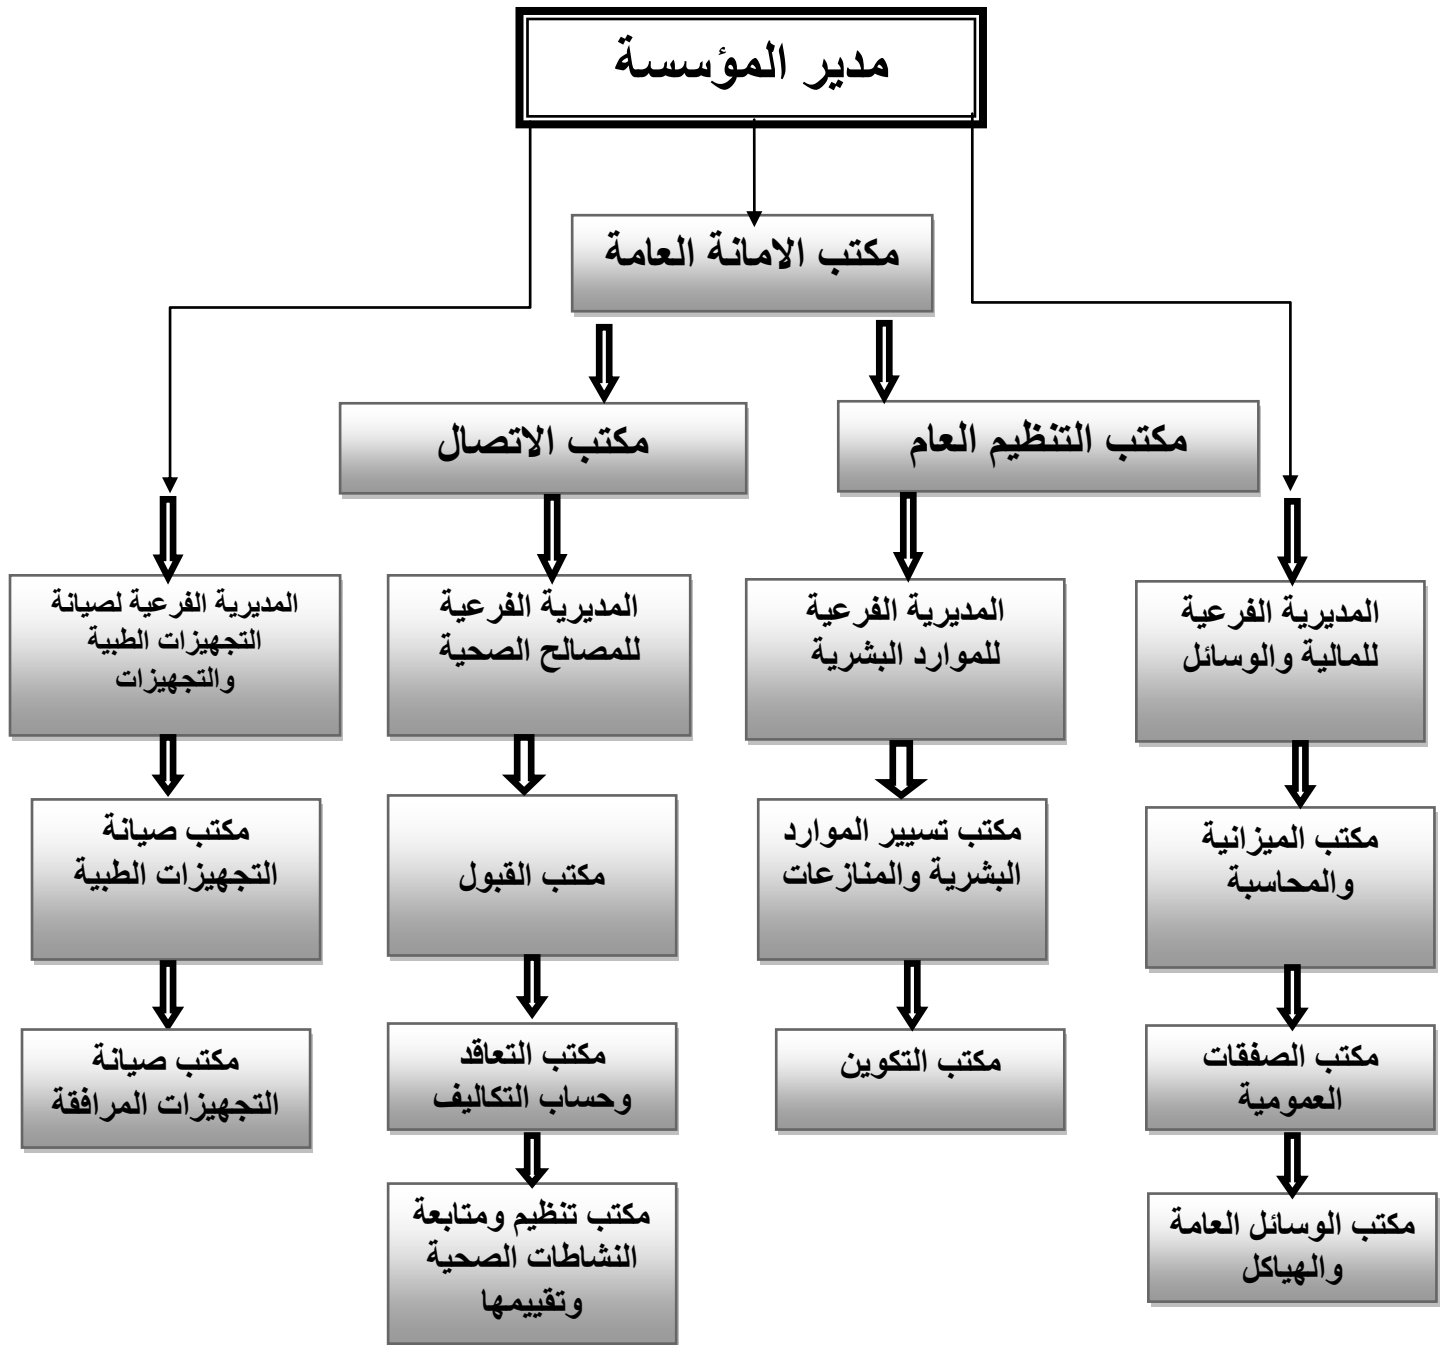 مدير المؤسسة
مكتب الامانة العامة
مكتب التنظيم العام
مكتب الاتصال
المديرية الفرعية
للمالية والوسائل
المديرية الفرعية
للموارد البشرية
المديرية الفرعية
للمصالح الصحية
المديرية الفرعية لصيانة
التجهيزات الطبية
والتجهيزات
مكتب الميزانية
والمحاسبة
مكتب تسيير الموارد
البشرية والمنازعات
مكتب القبول
مكتب صيانة
التجهيزات الطبية
مكتب الصفقات
العمومية
مكتب التكوين
مكتب التعاقد
وحساب التكاليف
مكتب صيانة
التجهيزات المرافقة
مكتب الوسائل العامة
والهياكل
مكتب تنظيم ومتابعة
النشاطات الصحية
وتقييمها